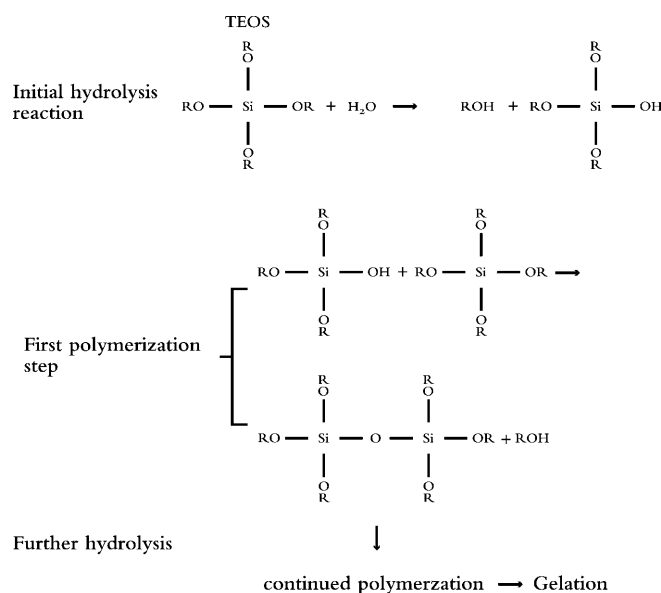 TEOS
R
O
R
O
Initial hydrolysis
reaction
RO Si OR + H₂O → ROH + RO Si OH
O
R
O
R
R
O
R
O
RO Si OH + RO Si OR →
O
R
O
R
First polymerization
step
R
O
R
O
RO Si O Si OR + ROH
O
R
O
R
Further hydrolysis ↓
continued polymerzation → Gelation